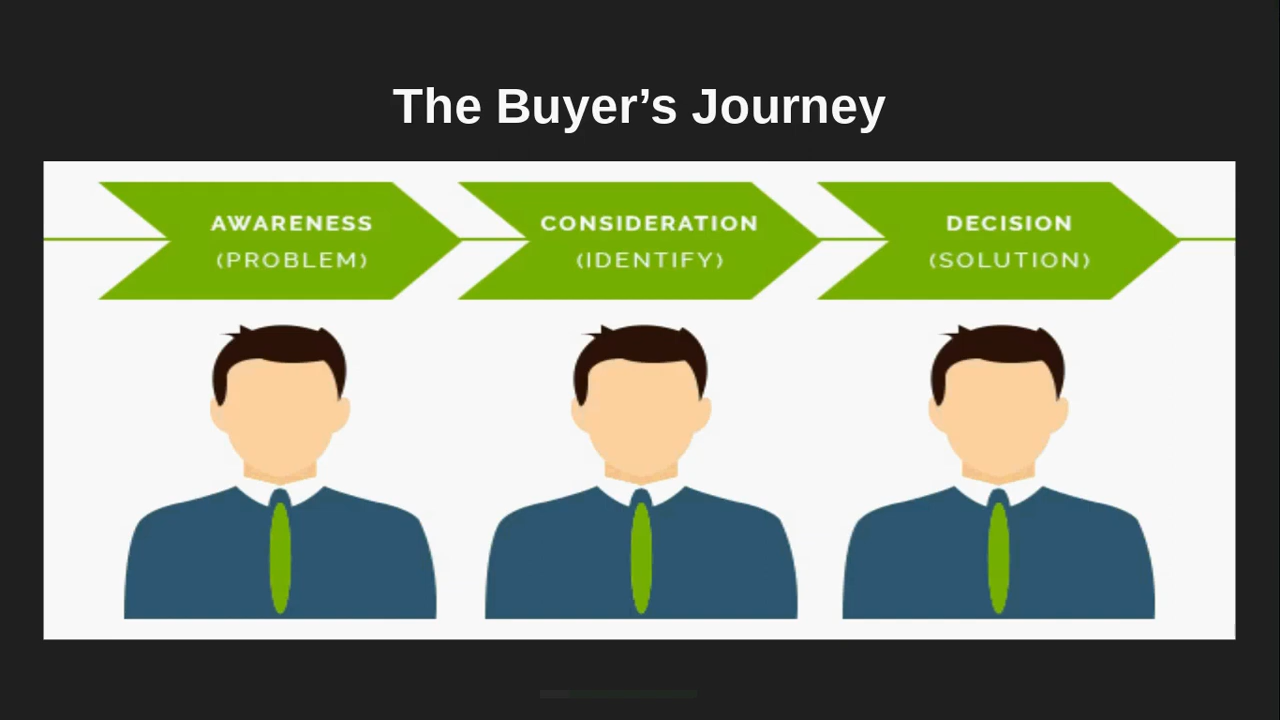 The Buyer’s Journey
AWARENESS
(PROBLEM)
CONSIDERATION
(IDENTIFY)
DECISION
(SOLUTION)